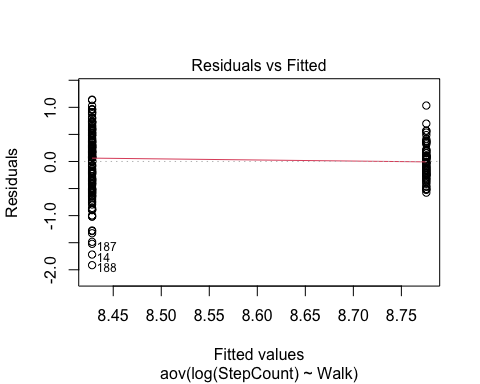 Residuals vs Fitted
Residuals
1.0
0.0
-1.0
-2.0
187
14
188
8.45 8.50 8.55 8.60 8.65 8.70 8.75
Fitted values
aov(log(StepCount) ~ Walk)